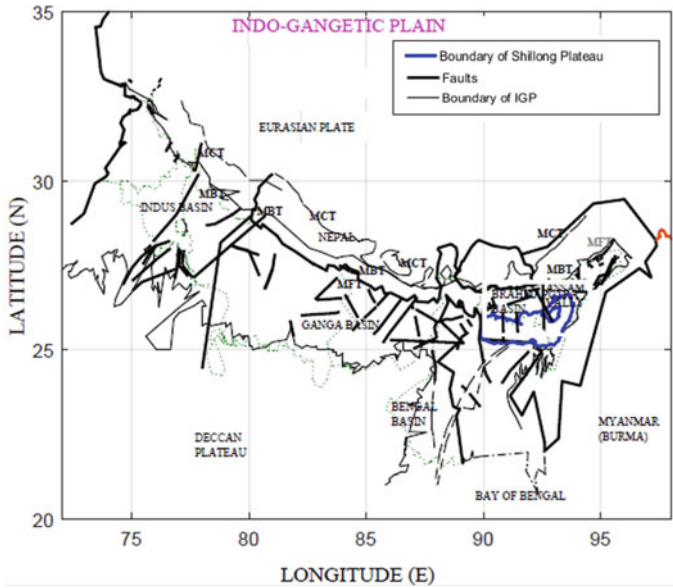 INDO-GANGETIC PLAIN
Boundary of Shillong Plateau
Faults
Boundary of IGP
EURASIAN PLATE
MCT
MBT
INDUS BASIN
MBT
MCT
NEPAL
MCT
MBT
MFT
GANGA BASIN
MCT
MFT
MBT
BASIN
BENGAL
BASIN
DECCAN
PLATEAU
MYANMAR
(BURMA)
BAY OF BENGAL
35
30
25
20
75
80
85
90
95
LATITUDE (N)
LONGITUDE (E)